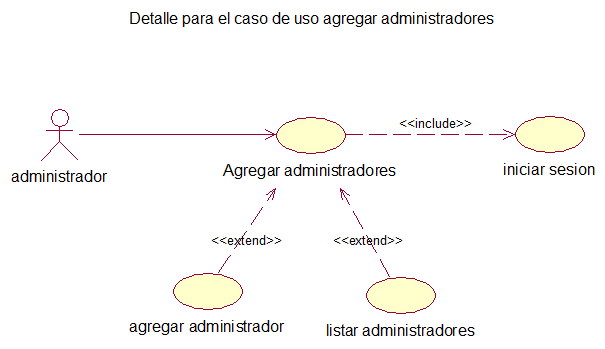 Detalle para el caso de uso agregar administradores
<<include>>
administrador
Agregar administradores
iniciar sesion
<<extend>>
<<extend>>
agregar administrador
listar administradores